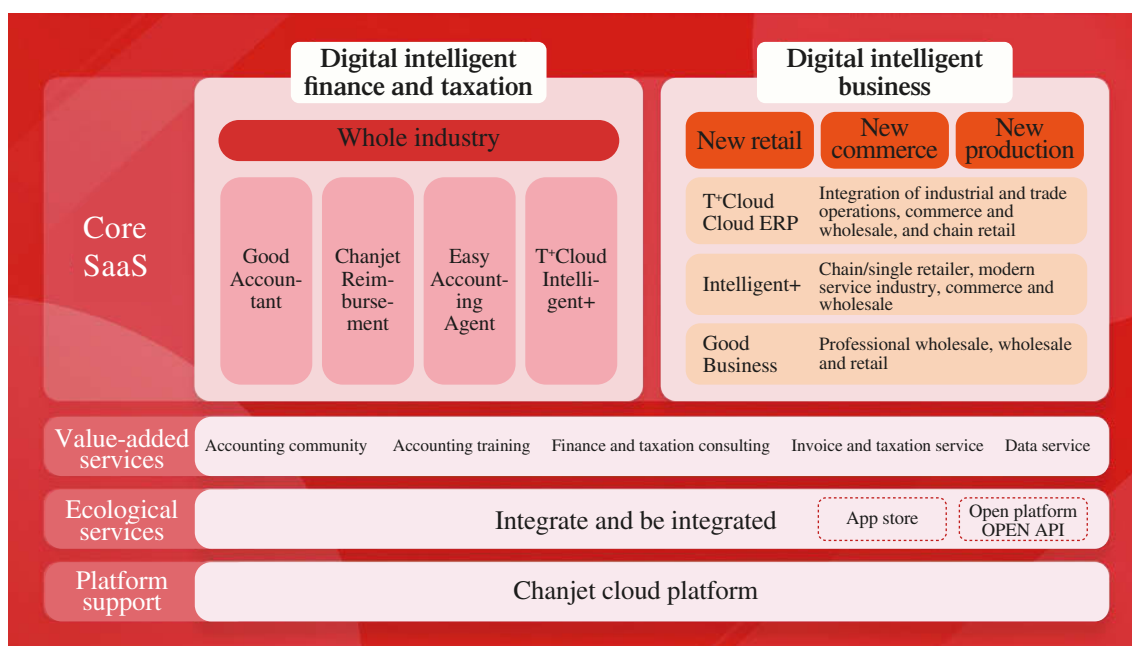 Digital intelligent
finance and taxation
Digital intelligent
business
Core
SaaS
Whole industry
Good
Accoun-
tant
Chanjet
Reim-
burse-
ment
Easy
Account-
ing
Agent
T+Cloud
Intelli-
gent+
New retail
New
commerce
New
production
T+Cloud
Cloud ERP
Integration of industrial and trade
operations, commerce and
wholesale, and chain retail
Intelligent+
Chain/single retailer, modern
service industry, commerce and
wholesale
Good
Business
Professional wholesale, wholesale
and retail
Value-added
services
Accounting community
Accounting training
Finance and taxation consulting
Invoice and taxation service
Data service
Ecological
services
Integrate and be integrated
App store
Open platform
OPEN API
Platform
support
Chanjet cloud platform